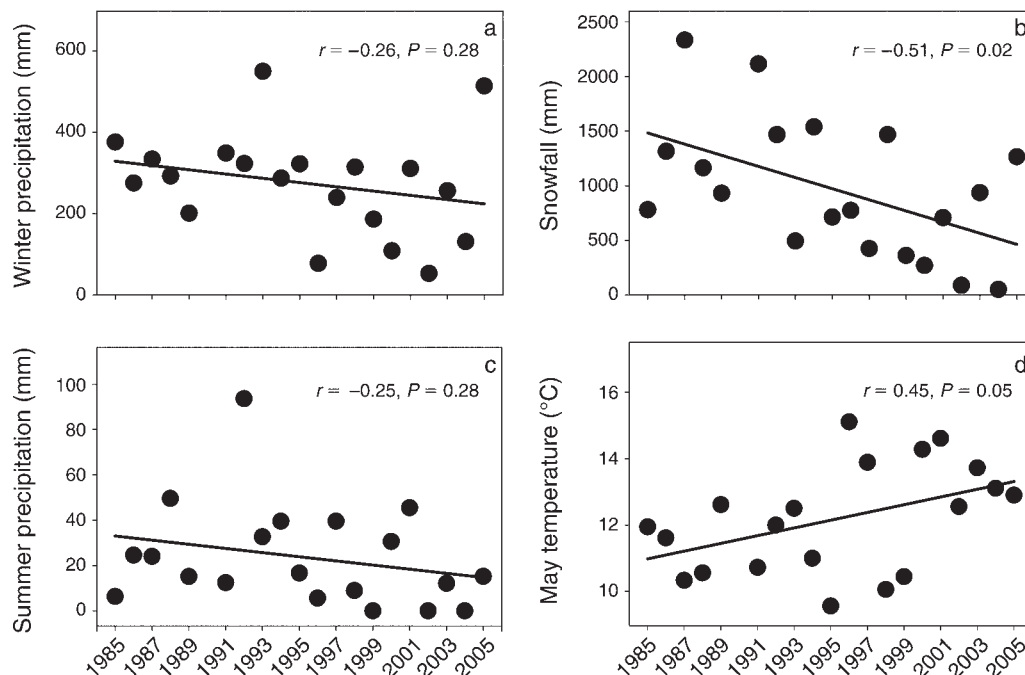 a
r = −0.26, P = 0.28
Winter precipitation (mm)
600
400
200
0
b
r = −0.51, P = 0.02
Snowfall (mm)
2500
2000
1500
1000
500
0
c
r = −0.25, P = 0.28
Summer precipitation (mm)
100
80
60
40
20
0
1985 1987 1989 1991 1993 1995 1997 1999 2001 2003 2005
d
r = 0.45, P = 0.05
May temperature (°C)
16
14
12
10
1985 1987 1989 1991 1993 1995 1997 1999 2001 2003 2005